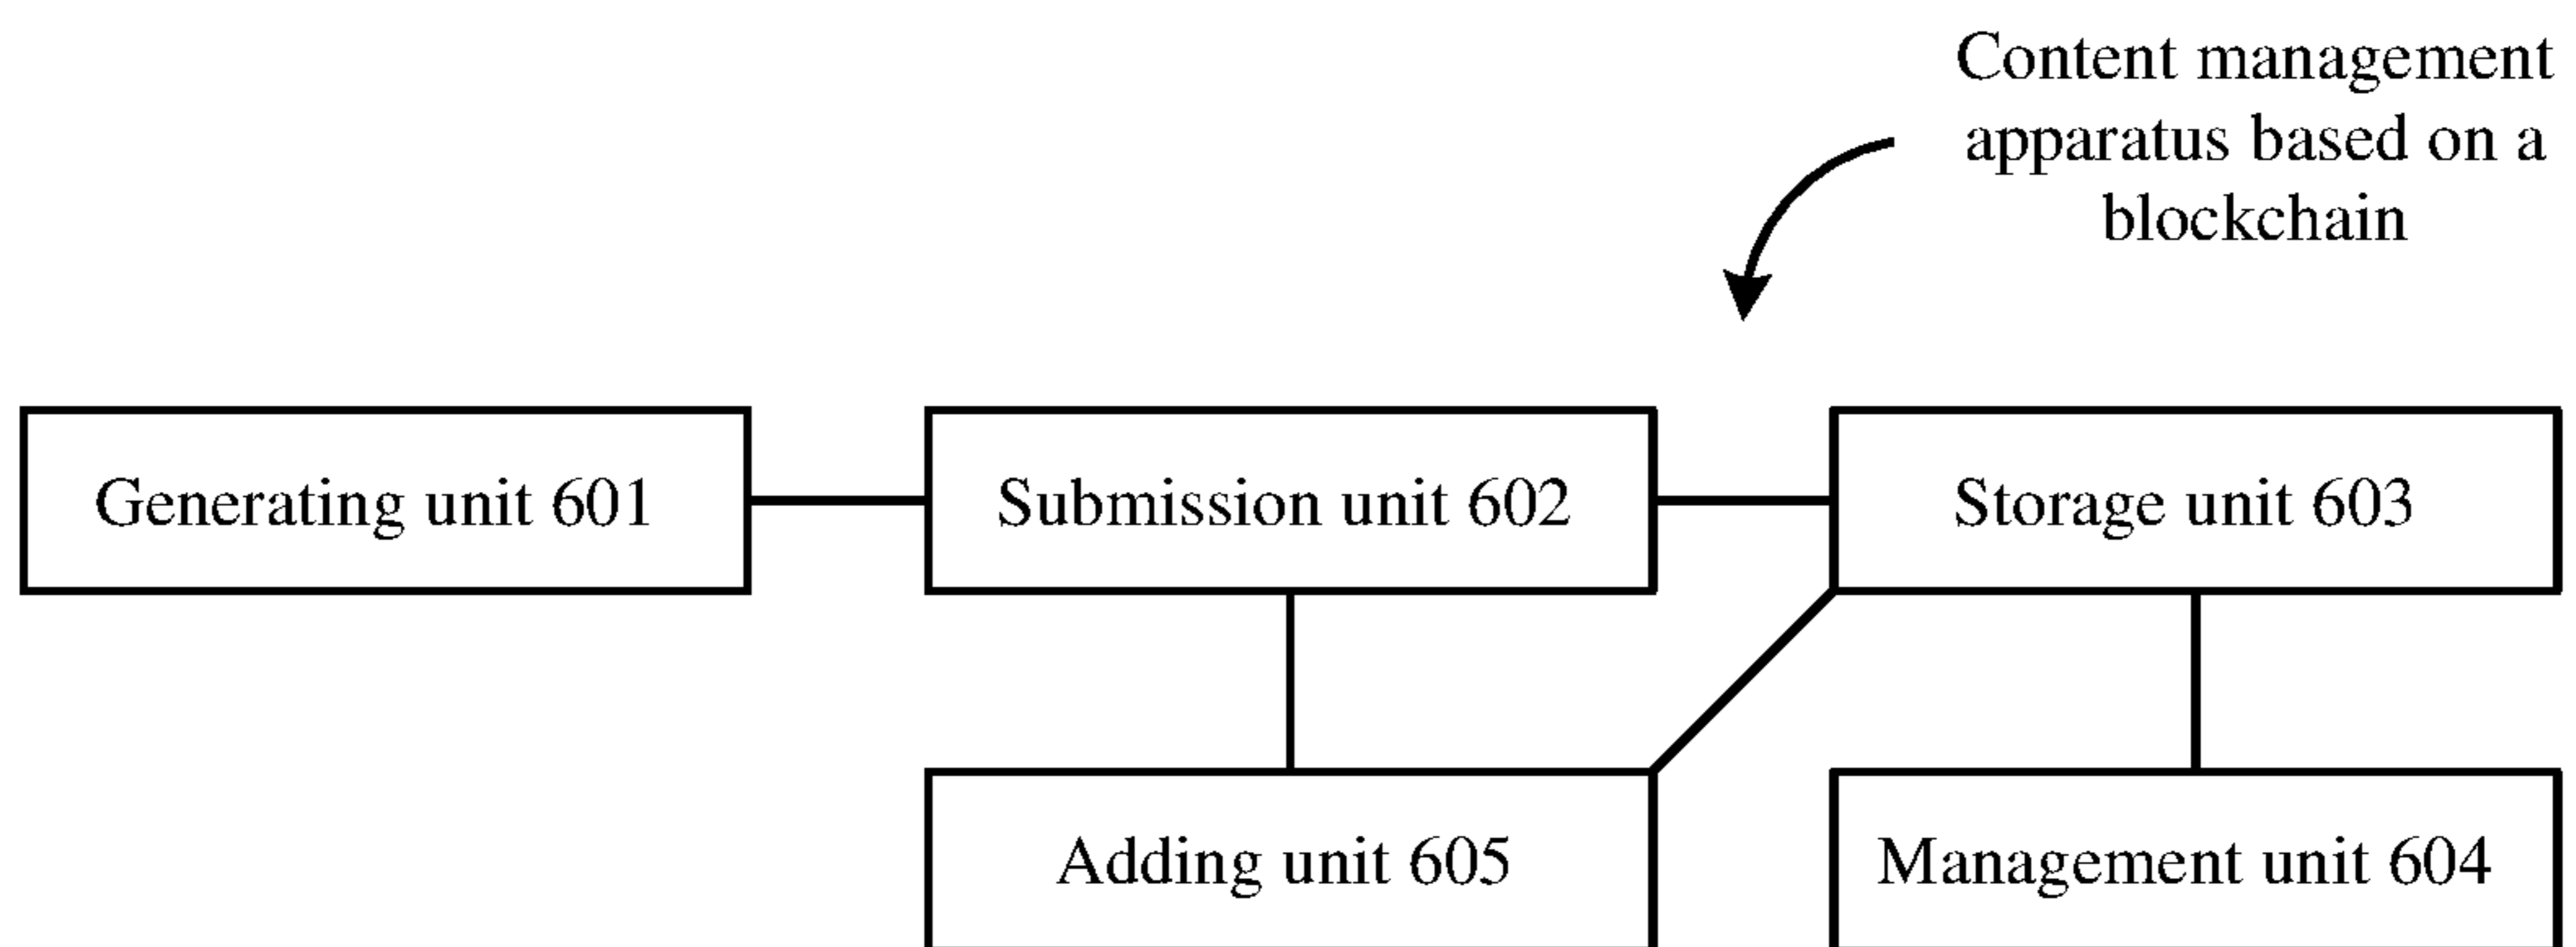 Content management
apparatus based on a
blockchain
Generating unit 601
Submission unit 602
Storage unit 603
Adding unit 605
Management unit 604